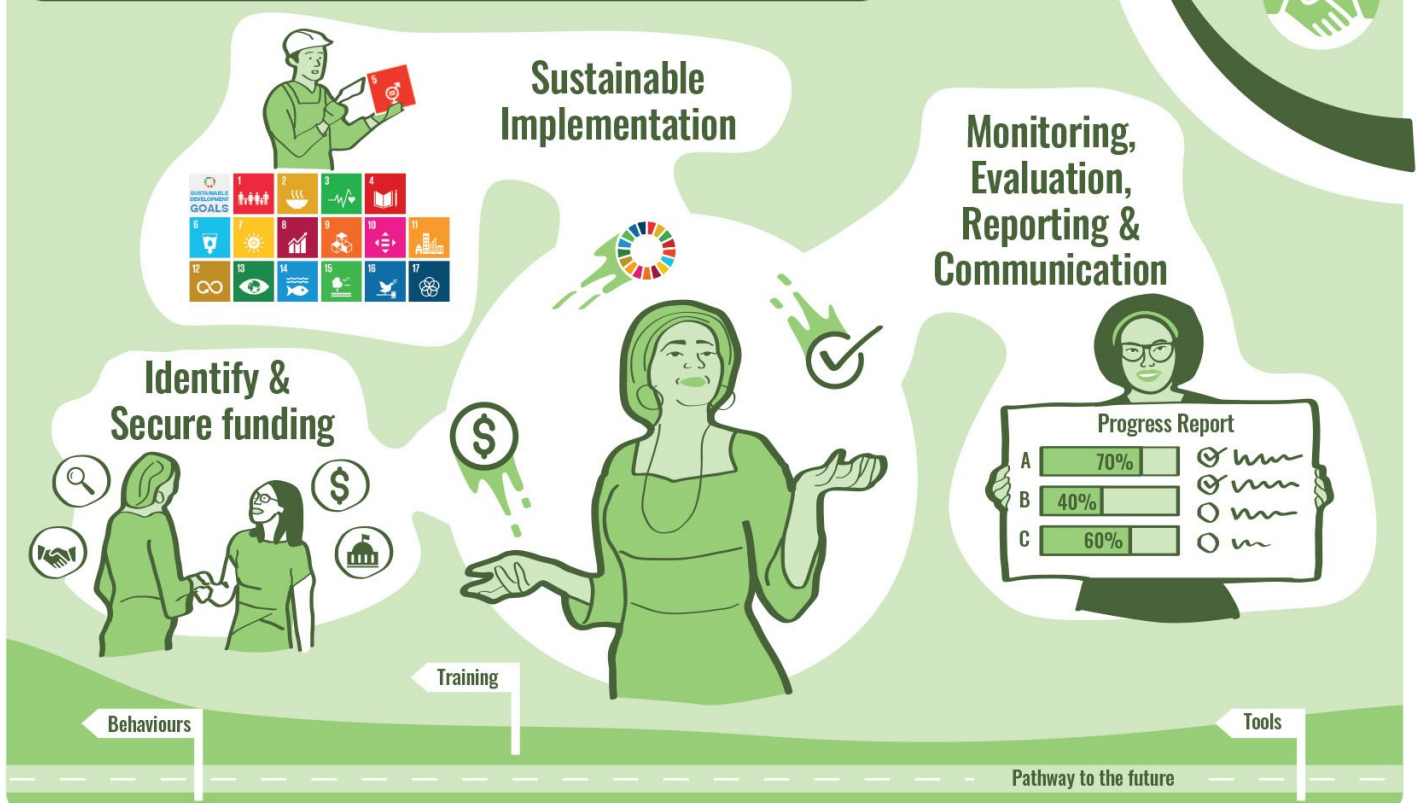 Sustainable
Implementation
5
SUSTAINABLE
DEVELOPMENT
GOALS
1
2
3
4
6
7
8
9
10
11
12
13
14
15
16
17
Monitoring,
Evaluation,
Reporting &
Communication
Identify &
Secure funding
$
$
Progress Report
A 70%
B 40%
C 60%
Training
Behaviours
Tools
Pathway to the future